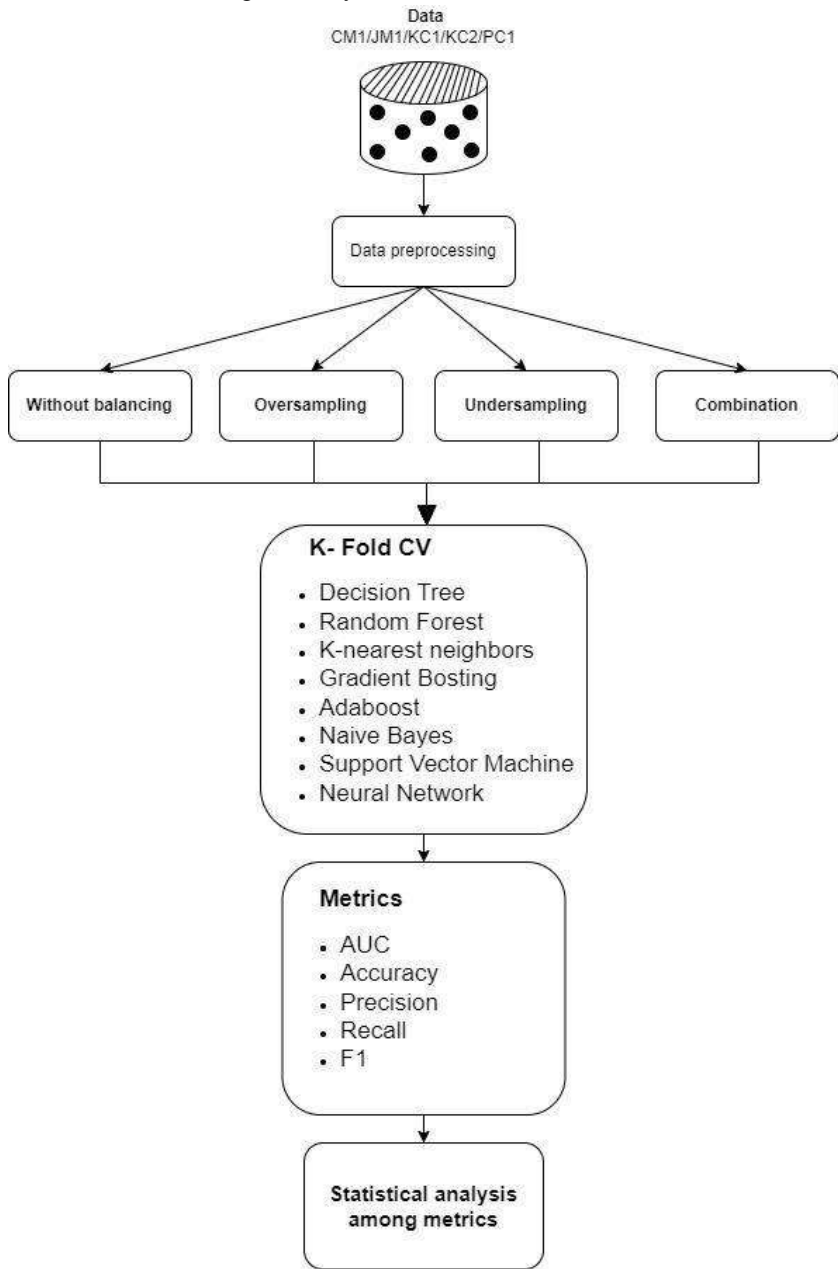 Data
CM1/JM1/KC1/KC2/PC1
Data preprocessing
Without balancing
Oversampling
Undersampling
Combination
K- Fold CV
Decision Tree
Random Forest
K-nearest neighbors
Gradient Bosting
Adaboost
Naive Bayes
Support Vector Machine
Neural Network
Metrics
AUC
Accuracy
Precision
Recall
F1
Statistical analysis
among metrics